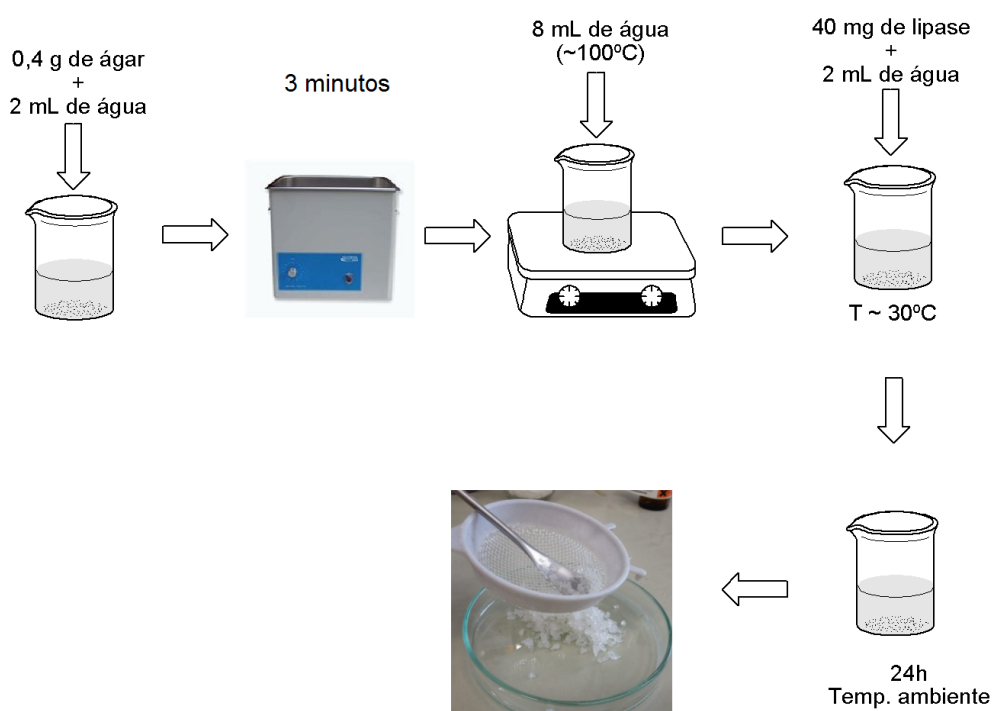 0,4 g de ágar
+
2 mL de água
3 minutos
8 mL de água
(~100ºC)
40 mg de lipase
+
2 mL de água
T ~ 30ºC
24h
Temp. ambiente